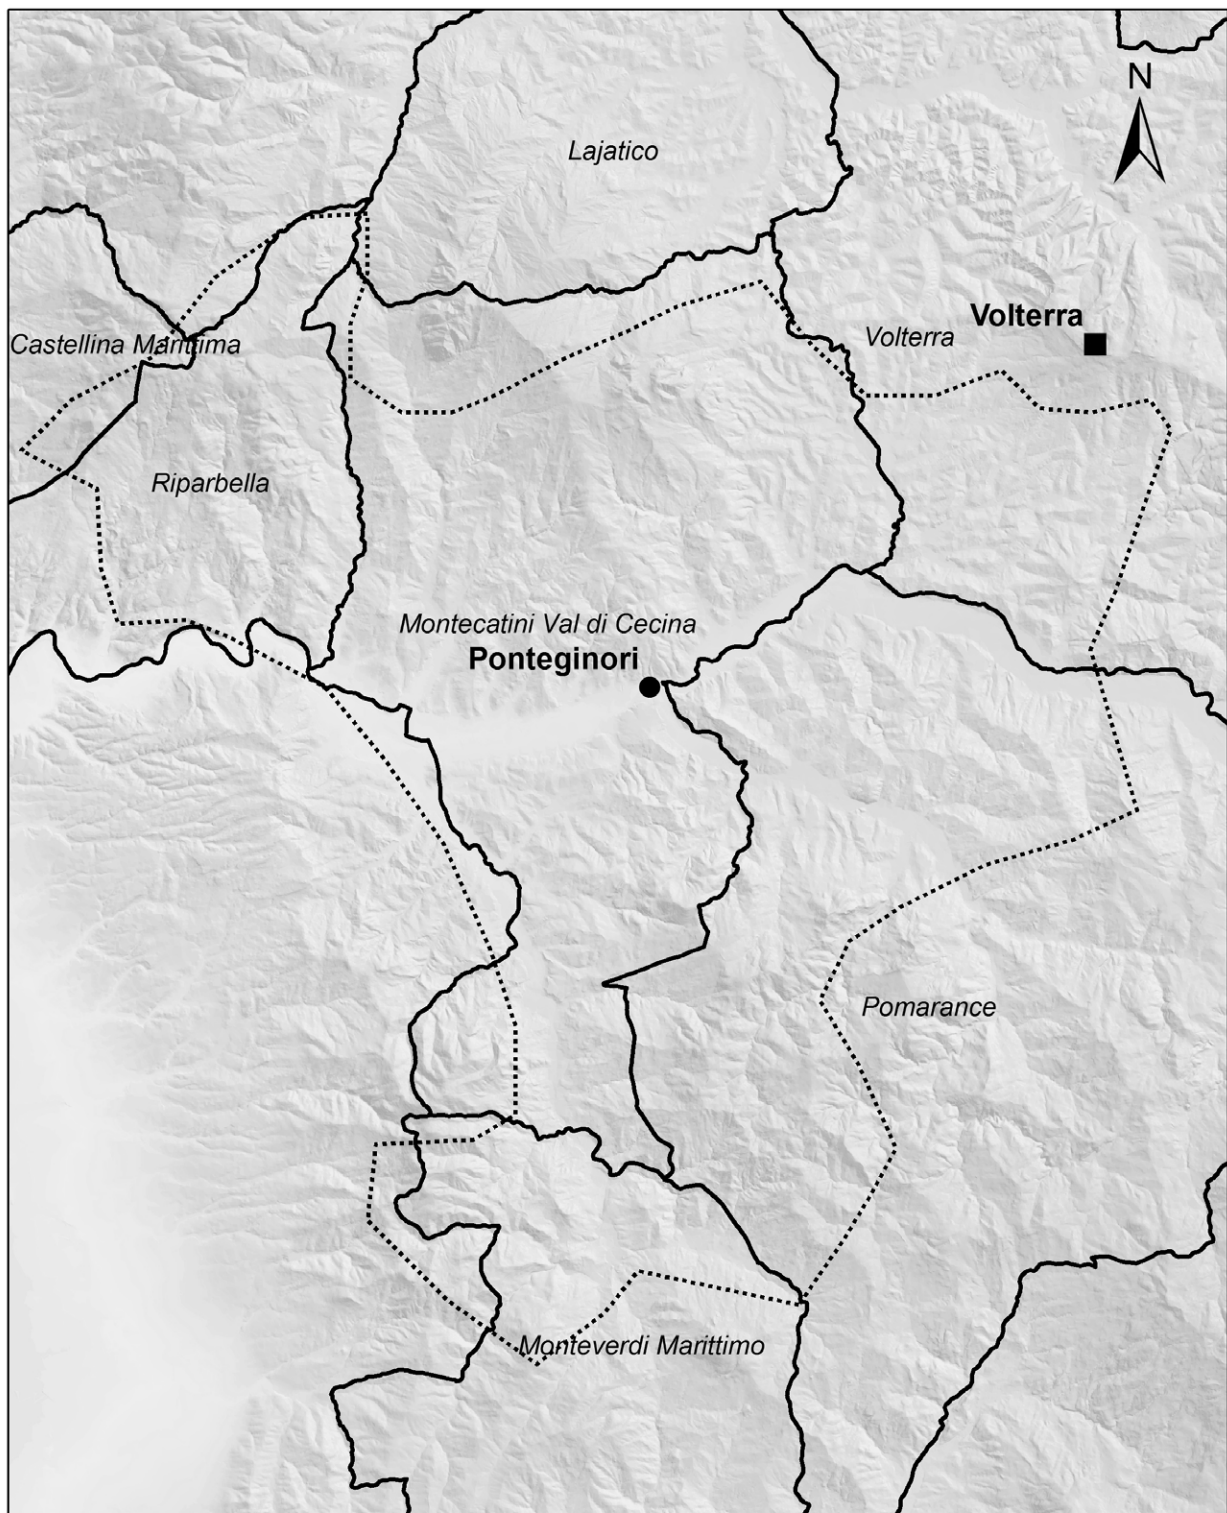 N
Lajatico
Volterra
Volterra
Castellina Marittima
Riparbella
Montecatini Val di Cecina
Ponteginori
Pomarance
Monteverdi Marittimo